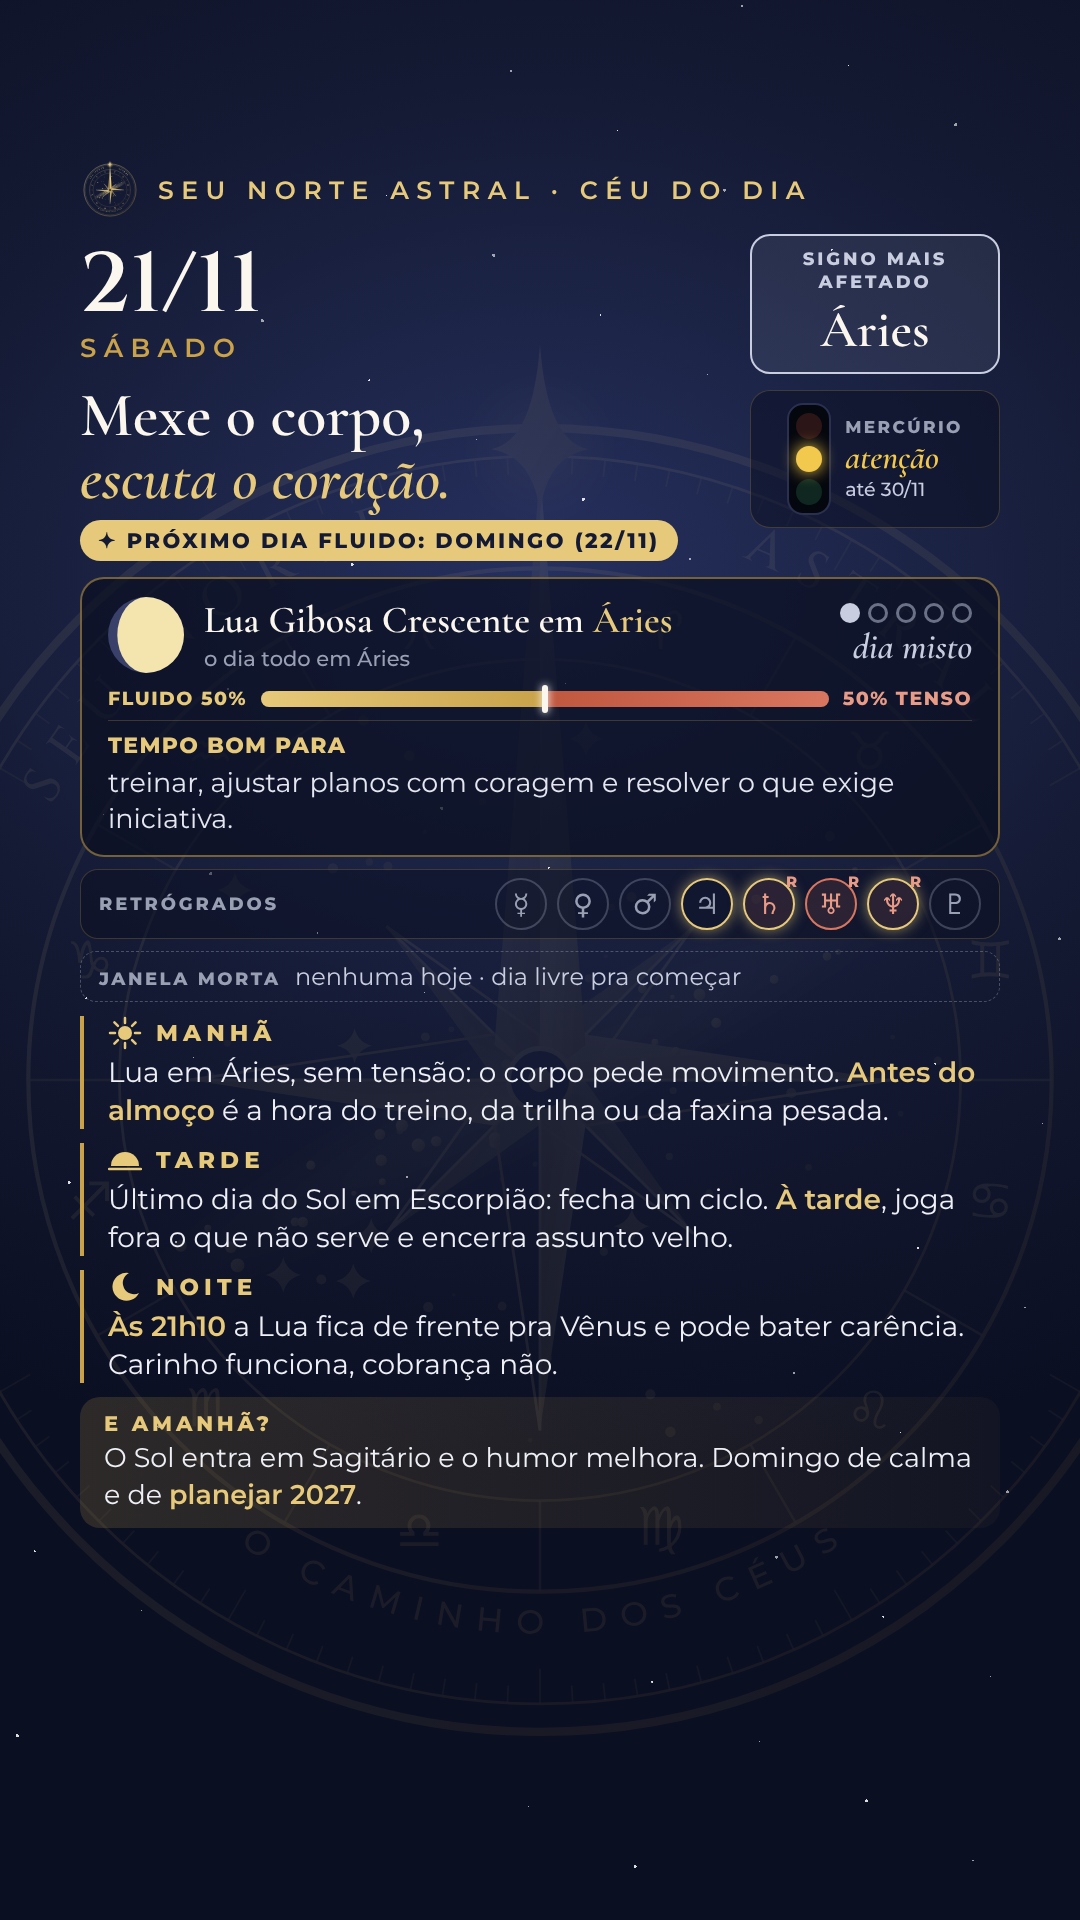 SEU NORTE ASTRAL · CÉU DO DIA
21/11
SÁBADO
SIGNO MAIS
AFETADO
Áries
Mexe o corpo,
escuta o coração.
MERCÚRIO
atenção
até 30/11
✦ PRÓXIMO DIA FLUIDO: DOMINGO (22/11)
Lua Gibosa Crescente em Áries
o dia todo em Áries
dia misto
FLUIDO 50%
50% TENSO
TEMPO BOM PARA
treinar, ajustar planos com coragem e resolver o que exige
iniciativa.
RETRÓGRADOS
☿ ♀ ♂ ♃ ♄ R ♅ R ♆ R ♇
JANELA MORTA nenhuma hoje · dia livre pra começar
MANHÃ
Lua em Áries, sem tensão: o corpo pede movimento. Antes do
almoço é a hora do treino, da trilha ou da faxina pesada.
TARDE
Último dia do Sol em Escorpião: fecha um ciclo. À tarde, joga
fora o que não serve e encerra assunto velho.
NOITE
Às 21h10 a Lua fica de frente pra Vênus e pode bater carência.
Carinho funciona, cobrança não.
E AMANHÃ?
O Sol entra em Sagitário e o humor melhora. Domingo de calma
e de planejar 2027.
O CAMINHO DOS CÉUS